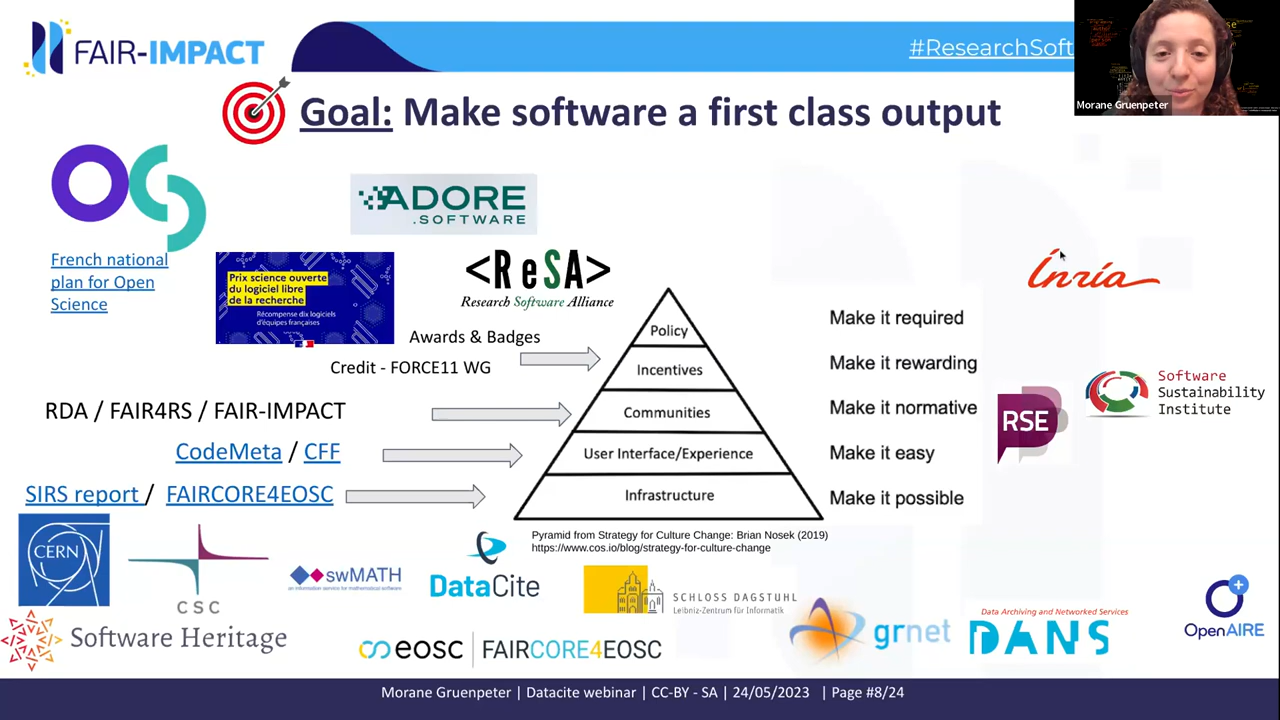 FAIR-IMPACT
#ResearchSoft
Morane Gruenpeter
Goal: Make software a first class output
ADORE
.SOFTWARE
French national
plan for Open
Science
Prix science ouverte
du logiciel libre
de la recherche
Récompense dix logiciels
d'équipes françaises
<ReSA>
Research Software Alliance
Inria
Awards & Badges
Credit - FORCE11 WG
RDA / FAIR4RS / FAIR-IMPACT
CodeMeta / CFF
SIRS report / FAIRCORE4EOSC
Policy
Incentives
Communities
User Interface/Experience
Infrastructure
Make it required
Make it rewarding
Make it normative
Make it easy
Make it possible
RSE
Software
Sustainability
Institute
Pyramid from Strategy for Culture Change: Brian Nosek (2019)
https://www.cos.io/blog/strategy-for-culture-change
CERN
CSC
swMATH
an information service for mathematical software
DataCite
SCHLOSS DAGSTUHL
Leibniz-Zentrum für Informatik
Software Heritage
eosc
FAIRCORE4EOSC
grnet
Data Archiving and Networked Services
DANS
OpenAIRE
Morane Gruenpeter | Datacite webinar | CC-BY - SA | 24/05/2023 | Page #8/24